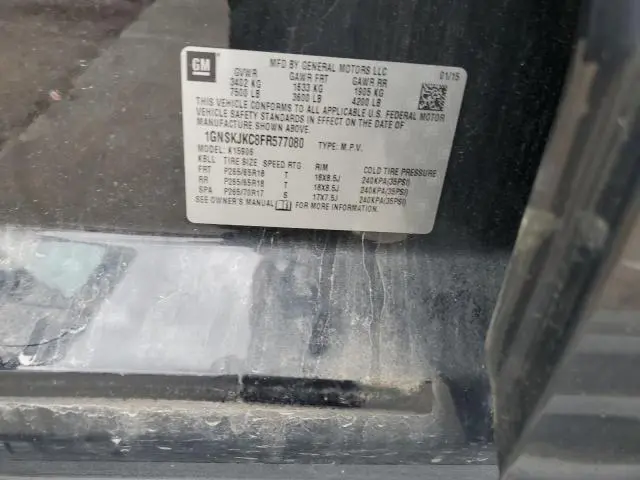 GM
MFD BY GENERAL MOTORS LLC 01/15
GVWR GAWR FRT GAWR RR
3402 KG 1633 KG 1905 KG
7500 LB 3600 LB 4200 LB
THIS VEHICLE CONFORMS TO ALL APPLICABLE U.S. FEDERAL MOTOR
VEHICLE SAFETY STANDARDS IN EFFECT ON THE DATE OF
MANUFACTURE SHOWN ABOVE.
1GNSKJKC8FR577080 TYPE: M.P.V.
MODEL: K15906
KBLL TIRE SIZE SPEED RTG RIM COLD TIRE PRESSURE
FRT P265/65R18 T 18X8.5J 240KPA(35PSI)
RR P265/65R18 T 18X8.5J 240KPA(35PSI)
SPA P265/70R17 S 17X7.5J 240KPA(35PSI)
SEE OWNER'S MANUAL FOR MORE INFORMATION.